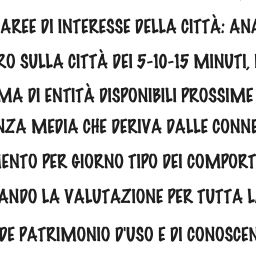 AREE DI INTERESSE DELLA CITTÀ: ANA
RO SULLA CITTÀ DEI 5-10-15 MINUTI,
MA DI ENTITÀ DISPONIBILI PROSSIME
NZA MEDIA CHE DERIVA DALLE CONNE
MENTO PER GIORNO TIPO DEI COMPORT
ANDO LA VALUTAZIONE PER TUTTA L
DE PATRIMONIO D'USO E DI CONOSCEN